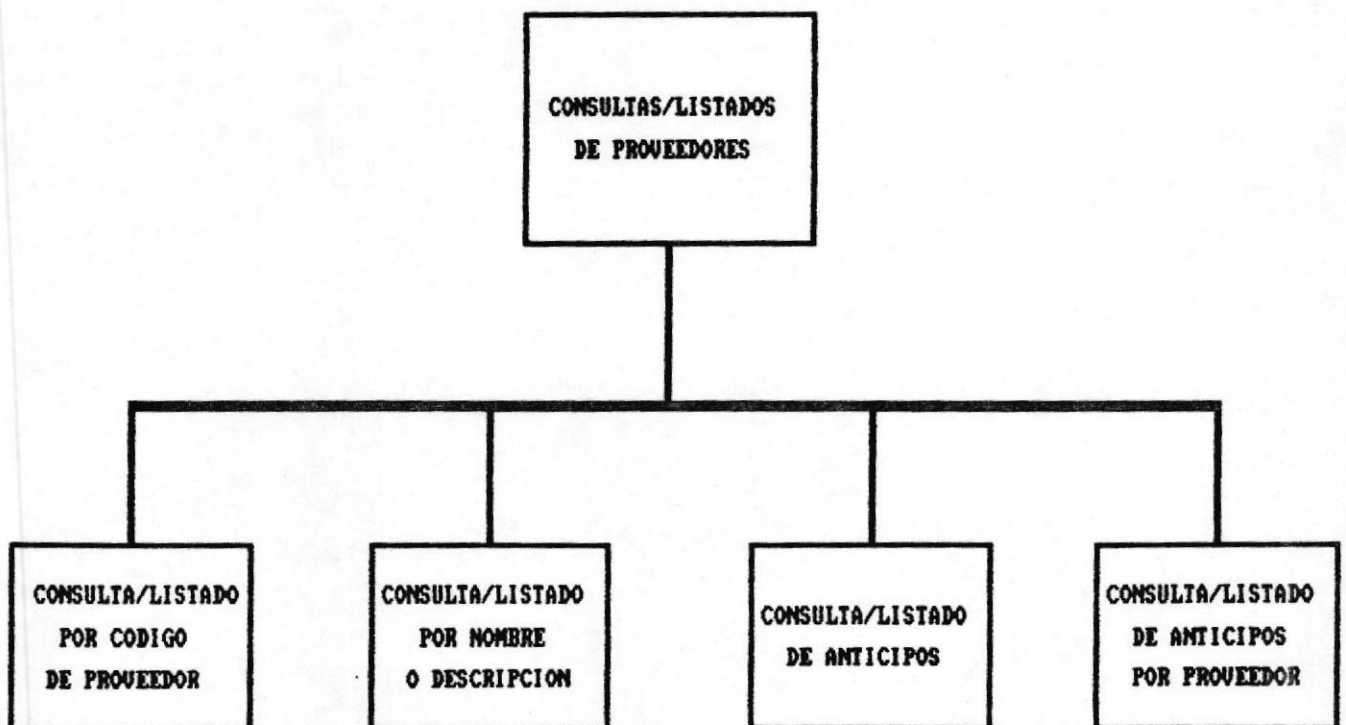 CONSULTAS/LISTADOS
DE PROVEEDORES
CONSULTA/LISTADO
POR CODIGO
DE PROVEEDOR
CONSULTA/LISTADO
POR NOMBRE
O DESCRIPCION
CONSULTA/LISTADO
DE ANTICIPOS
CONSULTA/LISTADO
DE ANTICIPOS
POR PROVEEDOR